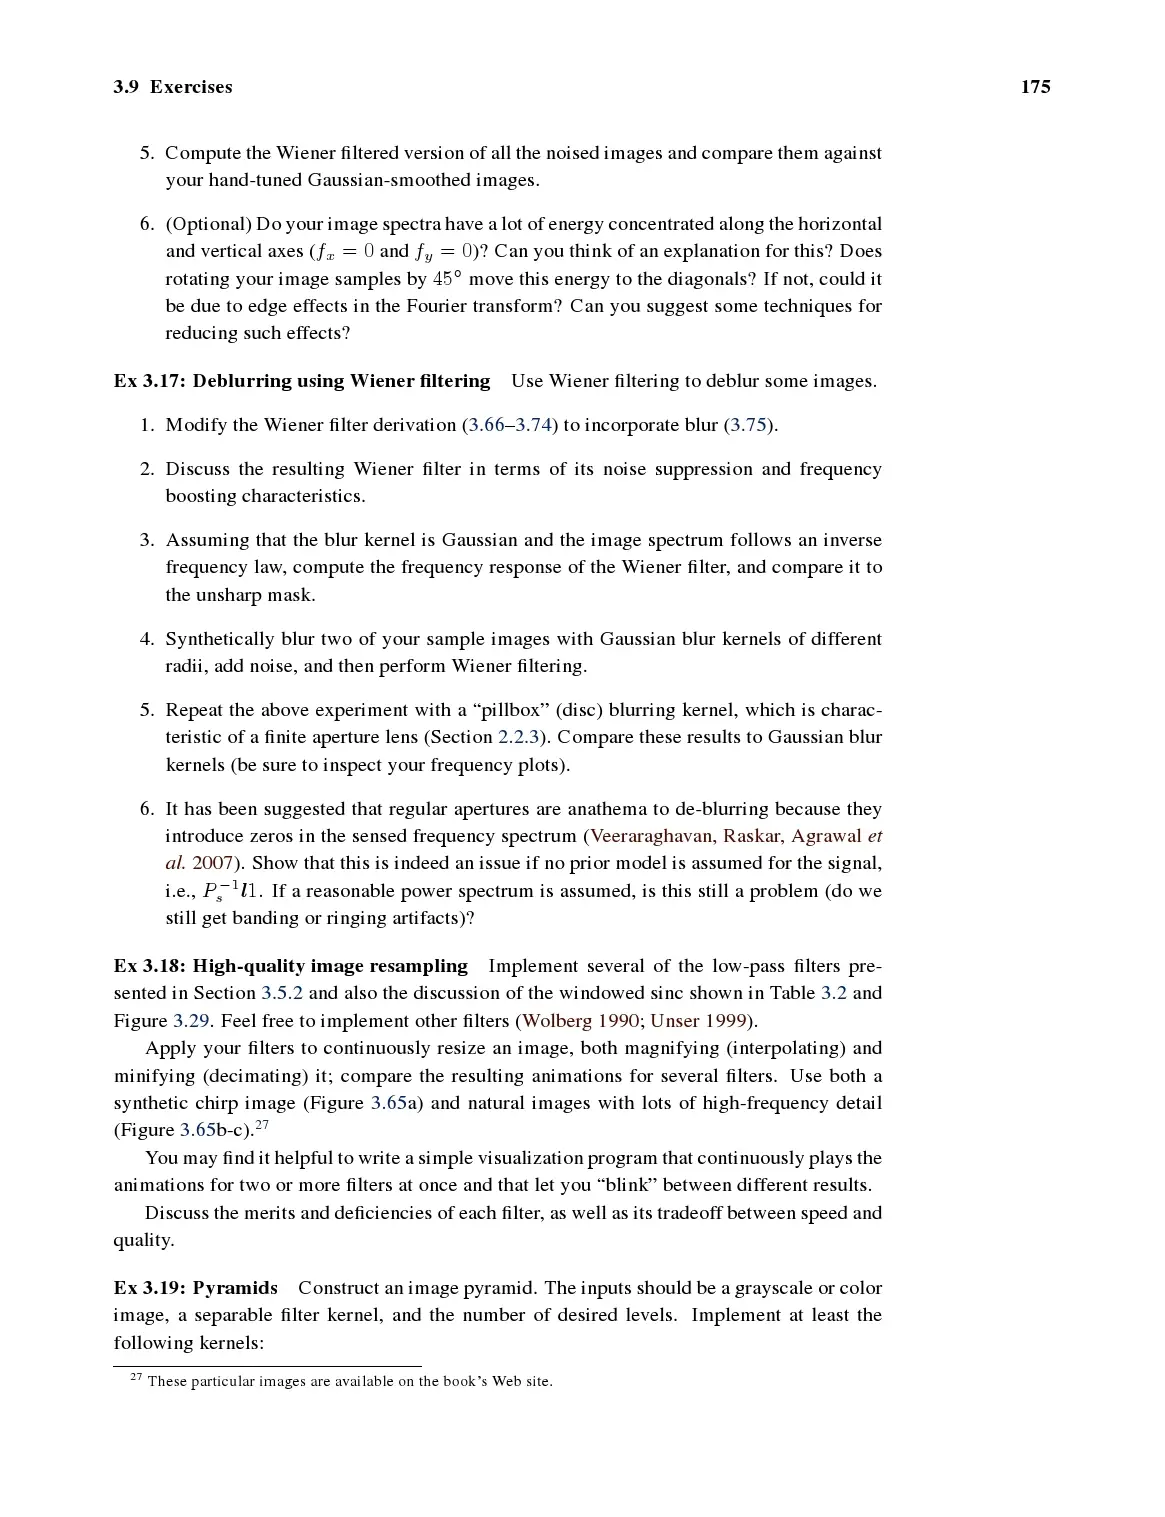 3.9 Exercises 175
5. Compute the Wiener filtered version of all the noised images and compare them against
your hand-tuned Gaussian-smoothed images.
6. (Optional) Do your image spectra have a lot of energy concentrated along the horizontal
and vertical axes (fx = 0 and fy = 0)? Can you think of an explanation for this? Does
rotating your image samples by 45° move this energy to the diagonals? If not, could it
be due to edge effects in the Fourier transform? Can you suggest some techniques for
reducing such effects?
Ex 3.17: Deblurring using Wiener filtering Use Wiener filtering to deblur some images.
1. Modify the Wiener filter derivation (3.66–3.74) to incorporate blur (3.75).
2. Discuss the resulting Wiener filter in terms of its noise suppression and frequency
boosting characteristics.
3. Assuming that the blur kernel is Gaussian and the image spectrum follows an inverse
frequency law, compute the frequency response of the Wiener filter, and compare it to
the unsharp mask.
4. Synthetically blur two of your sample images with Gaussian blur kernels of different
radii, add noise, and then perform Wiener filtering.
5. Repeat the above experiment with a “pillbox” (disc) blurring kernel, which is charac-
teristic of a finite aperture lens (Section 2.2.3). Compare these results to Gaussian blur
kernels (be sure to inspect your frequency plots).
6. It has been suggested that regular apertures are anathema to de-blurring because they
introduce zeros in the sensed frequency spectrum (Veeraraghavan, Raskar, Agrawal et
al. 2007). Show that this is indeed an issue if no prior model is assumed for the signal,
i.e., Ps⁻¹l1. If a reasonable power spectrum is assumed, is this still a problem (do we
still get banding or ringing artifacts)?
Ex 3.18: High-quality image resampling Implement several of the low-pass filters pre-
sented in Section 3.5.2 and also the discussion of the windowed sinc shown in Table 3.2 and
Figure 3.29. Feel free to implement other filters (Wolberg 1990; Unser 1999).
Apply your filters to continuously resize an image, both magnifying (interpolating) and
minifying (decimating) it; compare the resulting animations for several filters. Use both a
synthetic chirp image (Figure 3.65a) and natural images with lots of high-frequency detail
(Figure 3.65b-c).27
You may find it helpful to write a simple visualization program that continuously plays the
animations for two or more filters at once and that let you “blink” between different results.
Discuss the merits and deficiencies of each filter, as well as its tradeoff between speed and
quality.
Ex 3.19: Pyramids Construct an image pyramid. The inputs should be a grayscale or color
image, a separable filter kernel, and the number of desired levels. Implement at least the
following kernels:
27 These particular images are available on the book’s Web site.